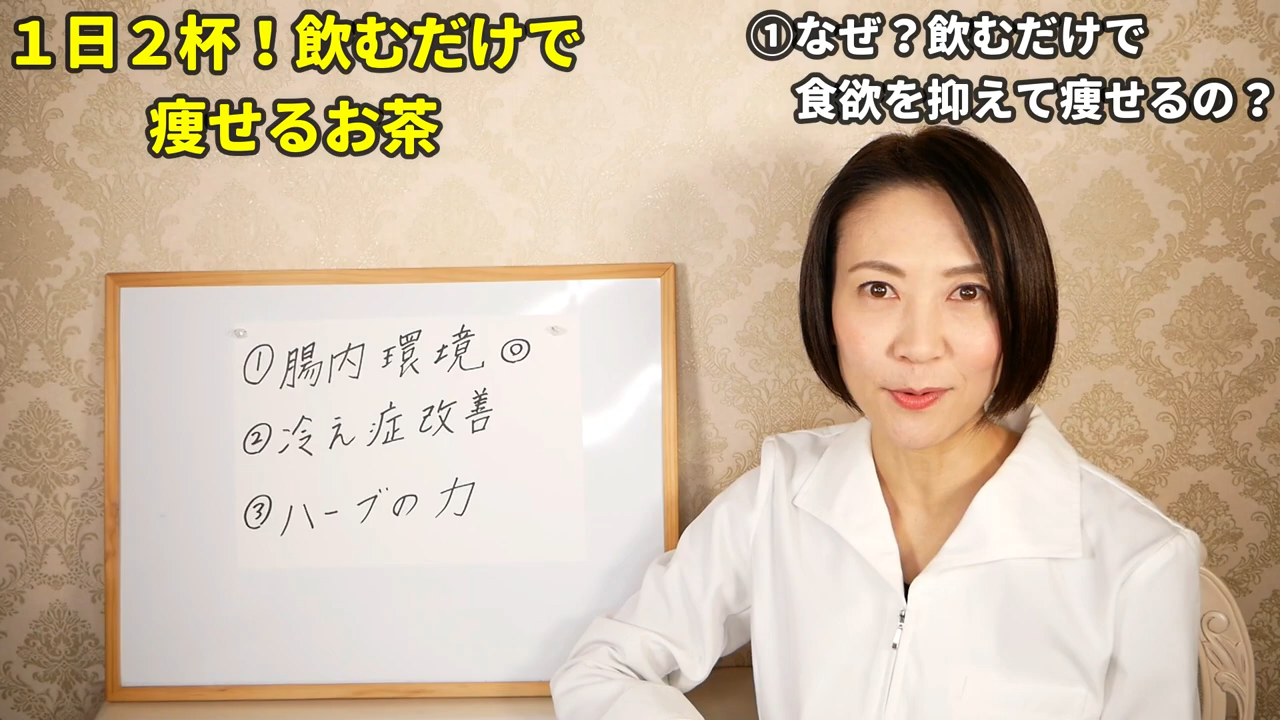 １日２杯！飲むだけで
痩せるお茶
①なぜ？飲むだけで
食欲を抑えて痩せるの？
①腸内環境◎
②冷え症改善
③ハーブの力